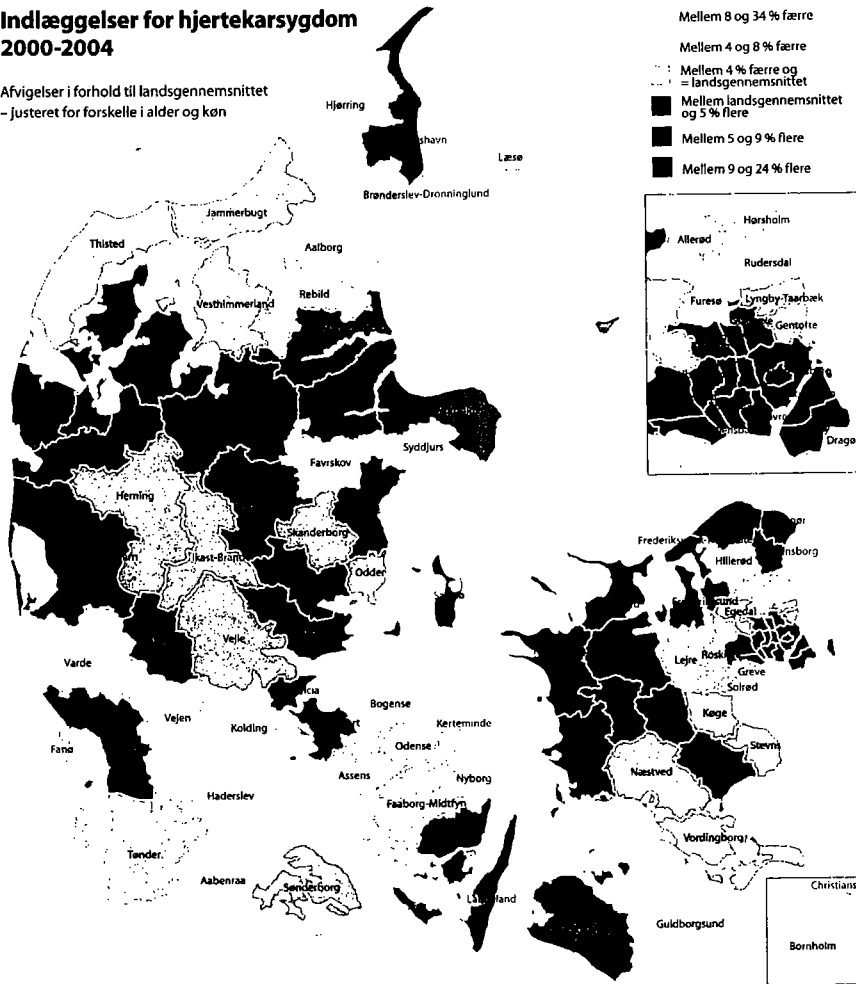 Indlæggelser for hjertekarsygdom
2000-2004
Afvigelser i forhold til landsgennemsnittet
– justeret for forskelle i alder og køn
Mellem 8 og 34 % færre
Mellem 4 og 8 % færre
Mellem 4 % færre og
= landsgennemsnittet
Mellem landsgennemsnittet
og 5 % flere
Mellem 5 og 9 % flere
Mellem 9 og 24 % flere
Hjørring
shavn
Læsø
Brønderslev-Dronninglund
Jammerbugt
Thisted
Aalborg
Vesthimmerland
Rebild
Hørsholm
Allerød
Rudersdal
Furesø
Lyngby-Taarbæk
Gentofte
Dragø
Syddjurs
Favrskov
Herning
Skanderborg
Ikast-Bran
Odder
Vejle
Varde
Frederiks
Hillerød
Egedal
Lejre
Rosk
Greve
Solrød
Køge
Stevns
Næstved
Vordingborg
Vejen
Kolding
Bogense
Kerteminde
Odense
Fanø
Assens
Nyborg
Haderslev
Faaborg-Midtfyn
Tønder
Aabenraa
Sønderborg
land
Guldborgsund
Christians
Bornholm